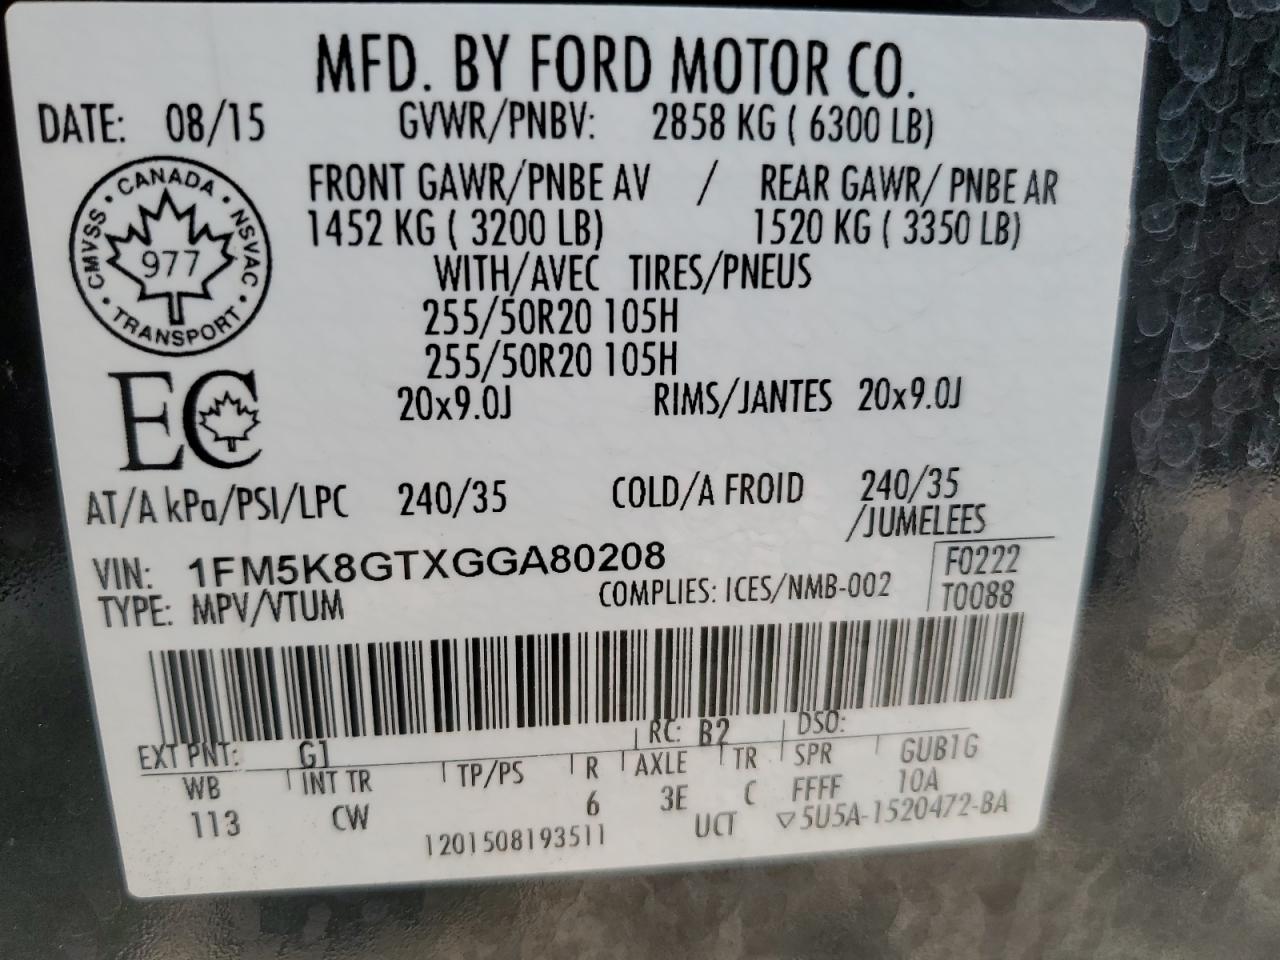 MFD. BY FORD MOTOR CO.
DATE: 08/15 GVWR/PNBV: 2858 KG ( 6300 LB)
FRONT GAWR/PNBE AV / REAR GAWR/ PNBE AR
1452 KG ( 3200 LB) 1520 KG ( 3350 LB)
WITH/AVEC TIRES/PNEUS
255/50R20 105H
255/50R20 105H
20x9.0J RIMS/JANTES 20x9.0J
CANADA
CMVSS NSVAC
977
TRANSPORT
EC
AT/A kPa/PSI/LPC 240/35 COLD/A FROID 240/35
/JUMELEES
VIN: 1FM5K8GTXGGA80208 F0222
TYPE: MPV/VTUM COMPLIES: ICES/NMB-002 T0088
EXT PNT: G1 RC: B2 DSO:
WB INT TR TP/PS R AXLE TR SPR GUB1G
113 CW 6 3E C FFFF 10A
1201508193511 UCT ▽5U5A-1520472-BA